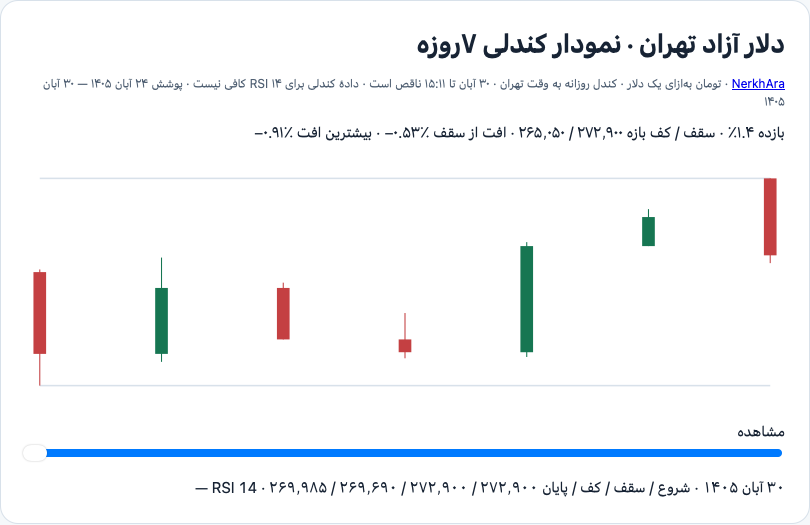 دلار آزاد تهران · نمودار کندلی ۷روزه
NerkhAra · تومان به‌ازای یک دلار · کندل روزانه به وقت تهران · ۳۰ آبان تا ۱۵:۱۱ ناقص است · دادهٔ کندلی برای RSI ۱۴ کافی نیست · پوشش ۲۴ آبان ۱۴۰۵ — ۳۰ آبان
۱۴۰۵
بازده ۱.۴٪ · سقف / کف بازه ۲۷۲,۹۰۰ / ۲۶۵,۰۵۰ · افت از سقف ‎−۰.۵۳٪ · بیشترین افت ‎−۰.۹۱٪
مشاهده
۳۰ آبان ۱۴۰۵ · شروع / سقف / کف / پایان ۲۷۲,۹۰۰ / ۲۷۲,۹۰۰ / ۲۶۹,۶۹۰ / ۲۶۹,۹۸۵ · RSI 14 —